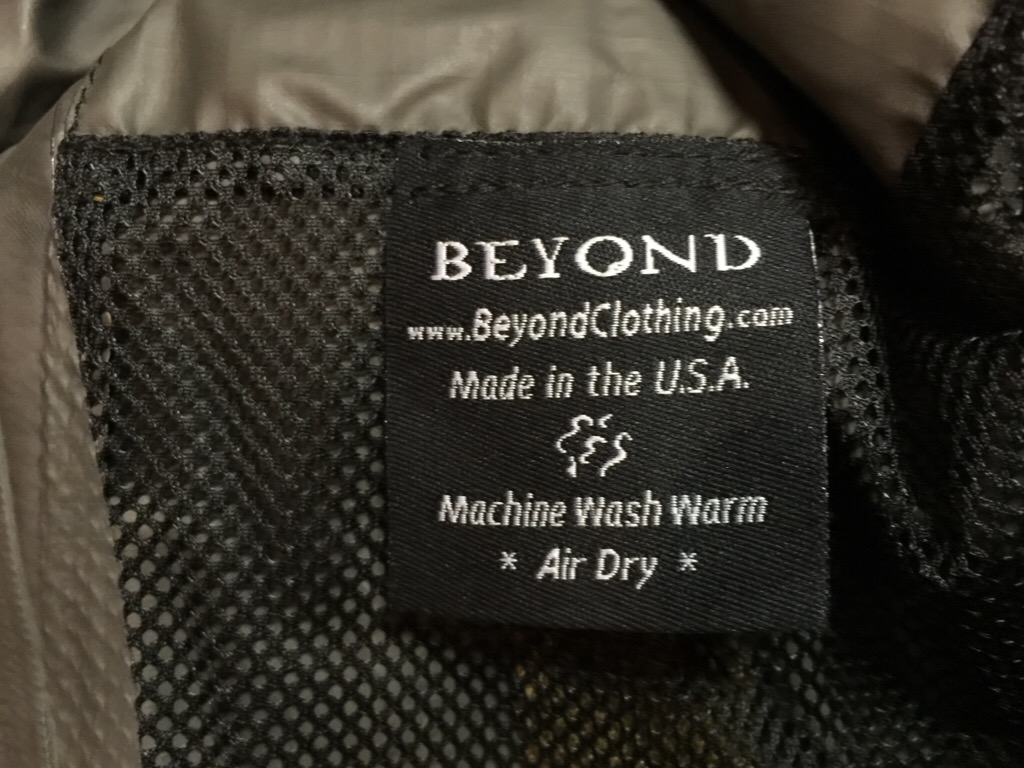 BEYOND
www.BeyondClothing.com
Made in the U.S.A.
Machine Wash Warm
* Air Dry *